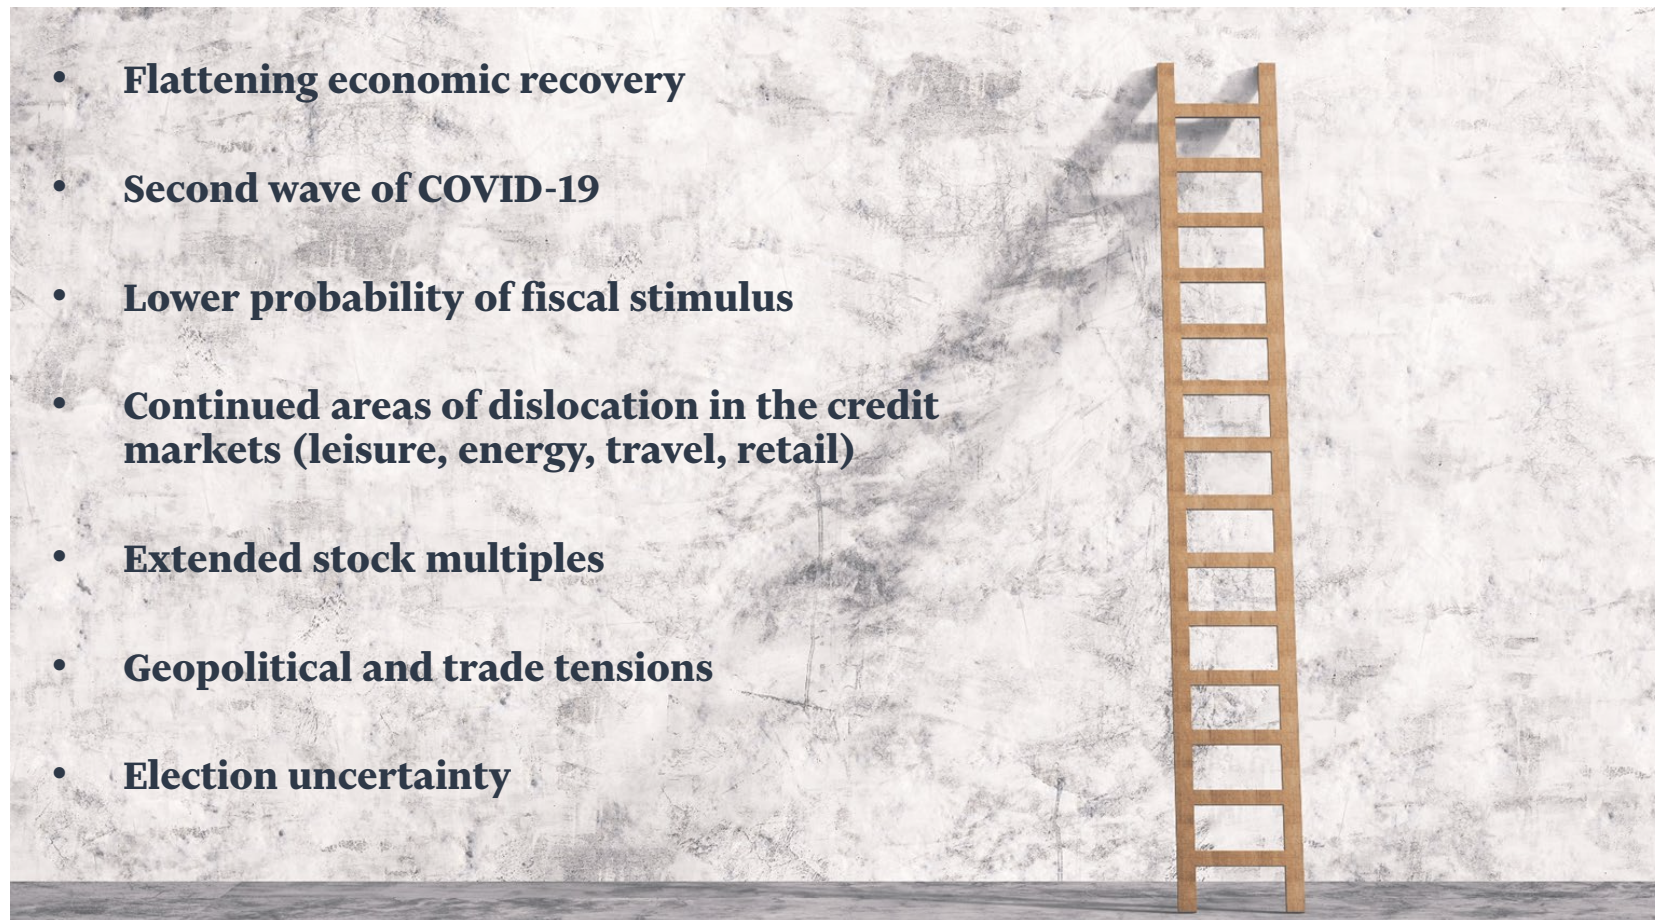 • Flattening economic recovery
• Second wave of COVID-19
• Lower probability of fiscal stimulus
• Continued areas of dislocation in the credit
markets (leisure, energy, travel, retail)
• Extended stock multiples
• Geopolitical and trade tensions
• Election uncertainty